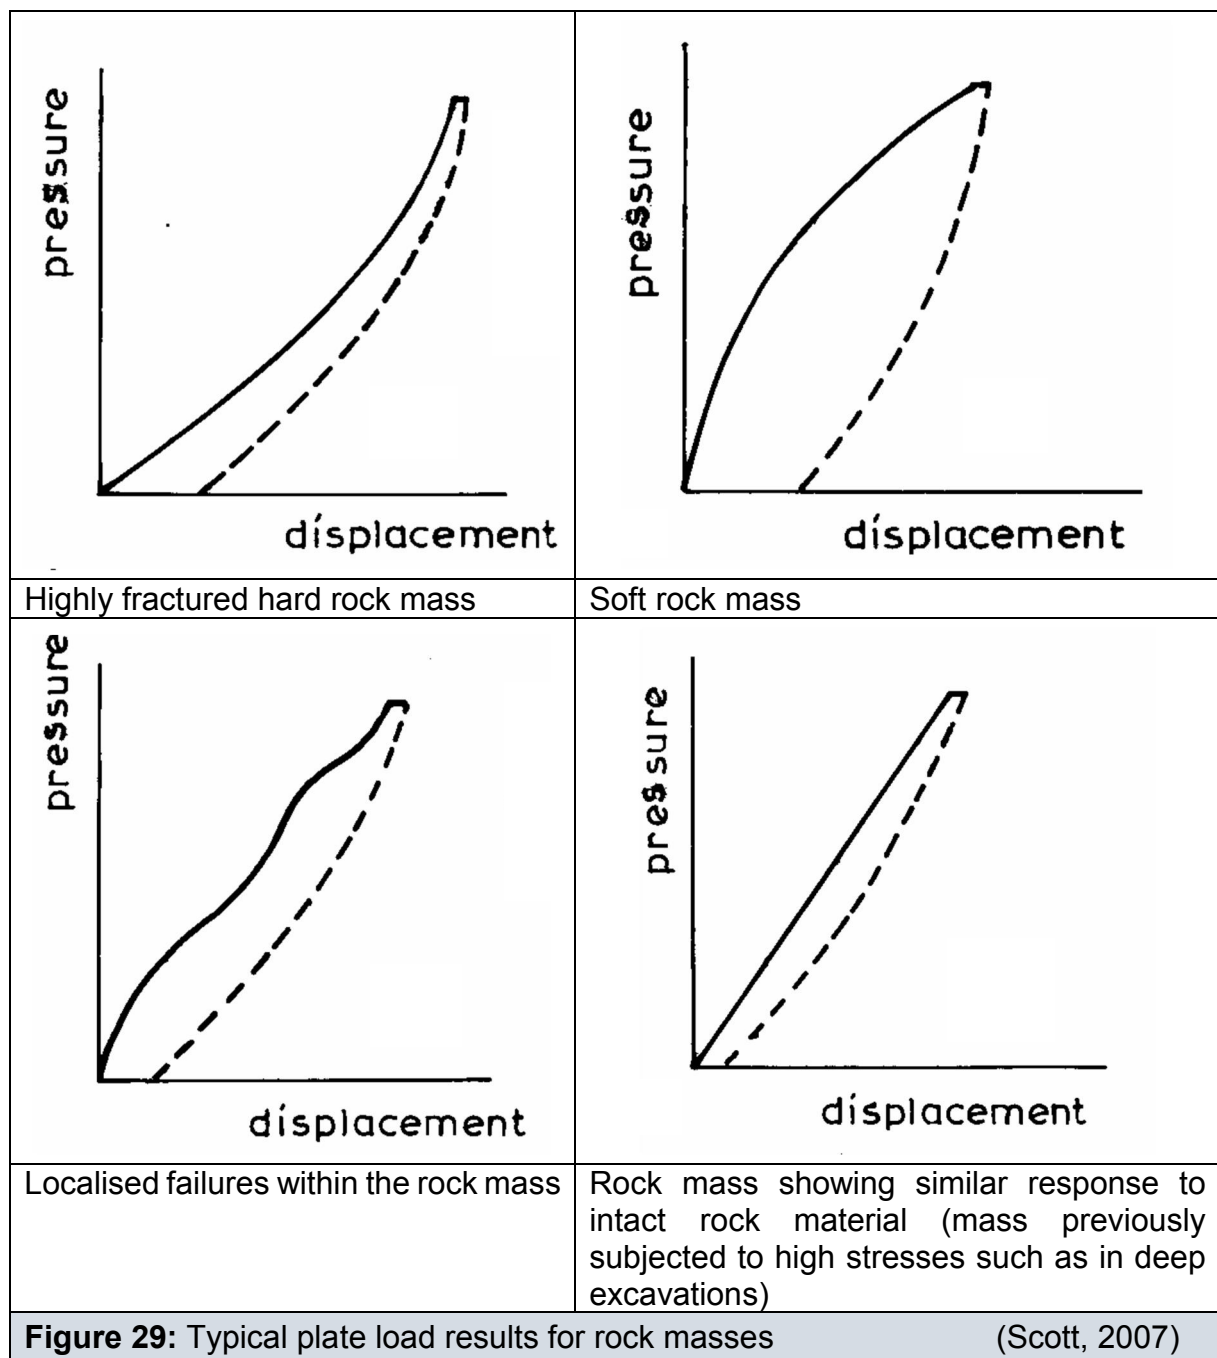 pressure
displacement
pressure
displacement
Highly fractured hard rock mass
Soft rock mass
pressure
displacement
pressure
displacement
Localised failures within the rock mass
Rock mass showing similar response to
intact rock material (mass previously
subjected to high stresses such as in deep
excavations)
Figure 29: Typical plate load results for rock masses (Scott, 2007)